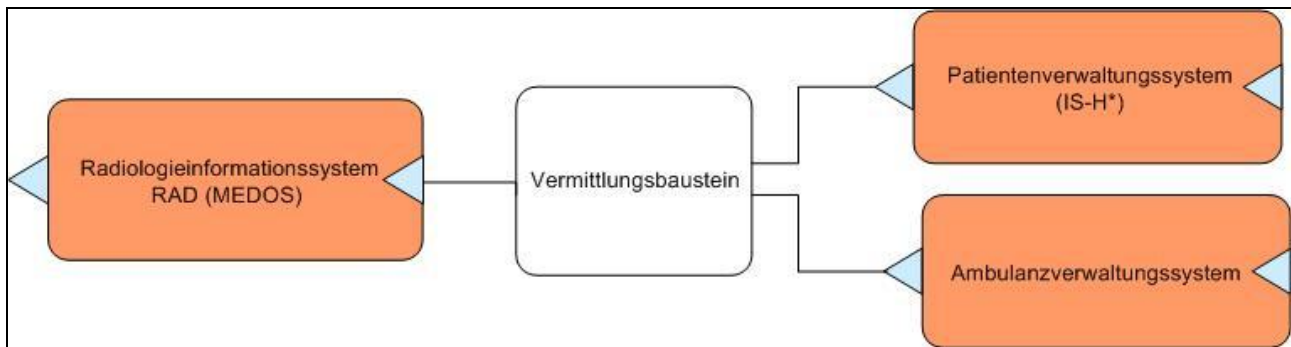 Radiologieinformationssystem
RAD (MEDOS)
Vermittlungsbaustein
Patientenverwaltungssystem
(IS-H*)
Ambulanzverwaltungssystem